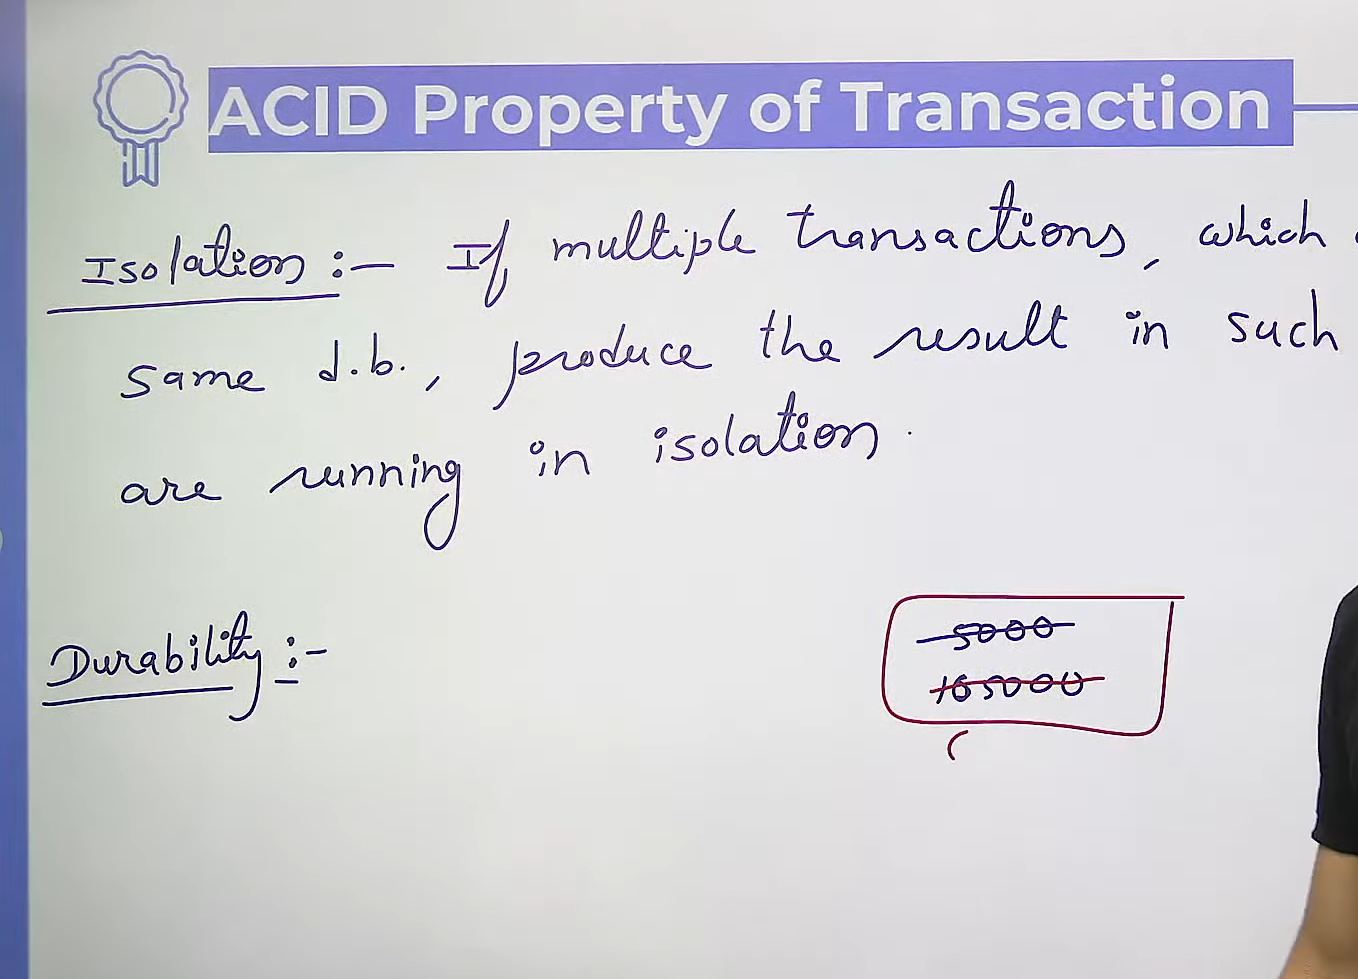 ACID Property of Transaction
Isolation :- If multiple transactions, which
same d.b., produce the result in such
are running in isolation.
Durability :-
5000
105000